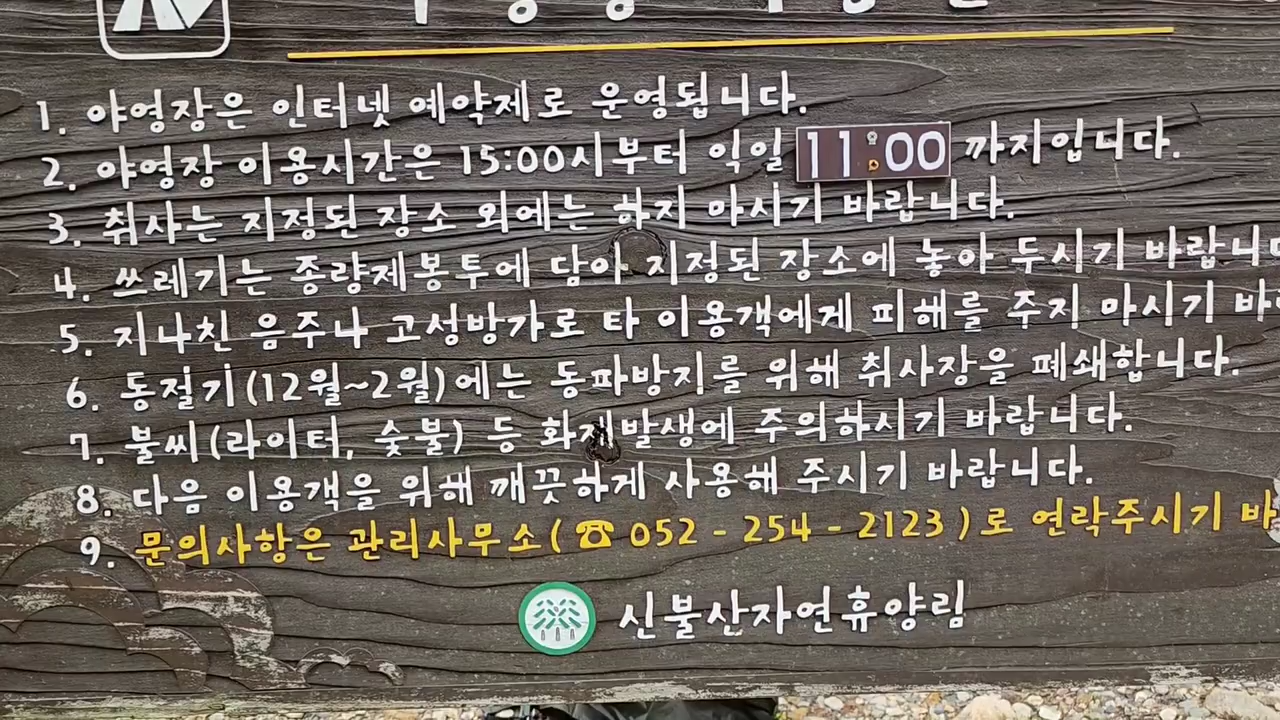 1. 야영장은 인터넷 예약제로 운영됩니다.
2. 야영장 이용시간은 15:00시부터 익일 11:00 까지입니다.
3. 취사는 지정된 장소 외에는 하지 마시기 바랍니다.
4. 쓰레기는 종량제봉투에 담아 지정된 장소에 놓아 두시기 바랍니다
5. 지나친 음주나 고성방가로 타 이용객에게 피해를 주지 마시기 바
6. 동절기(12월~2월)에는 동파방지를 위해 취사장을 폐쇄합니다.
7. 불씨(라이터, 숯불) 등 화재발생에 주의하시기 바랍니다.
8. 다음 이용객을 위해 깨끗하게 사용해 주시기 바랍니다.
9. 문의사항은 관리사무소(☎ 052 - 254 - 2123)로 연락주시기 바
신불산자연휴양림